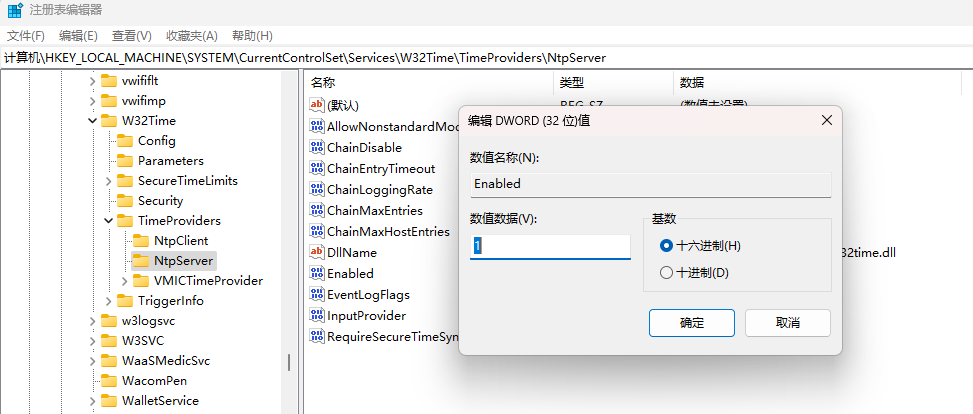 注册表编辑器
文件(F) 编辑(E) 查看(V) 收藏夹(A) 帮助(H)
计算机\HKEY_LOCAL_MACHINE\SYSTEM\CurrentControlSet\Services\W32Time\TimeProviders\NtpServer
vwififlt
vwifimp
W32Time
Config
Parameters
SecureTimeLimits
Security
TimeProviders
NtpClient
NtpServer
VMICTimeProvider
TriggerInfo
w3logsvc
W3SVC
WaaSMedicSvc
WacomPen
WalletService
名称 类型 数据
(默认) REG_SZ (数值未设置)
AllowNonstandardMod
ChainDisable
ChainEntryTimeout
ChainLoggingRate
ChainMaxEntries
ChainMaxHostEntries
DllName 32time.dll
Enabled
EventLogFlags
InputProvider
RequireSecureTimeSyn
编辑 DWORD (32 位)值
数值名称(N):
Enabled
数值数据(V):
1
基数
十六进制(H)
十进制(D)
确定 取消